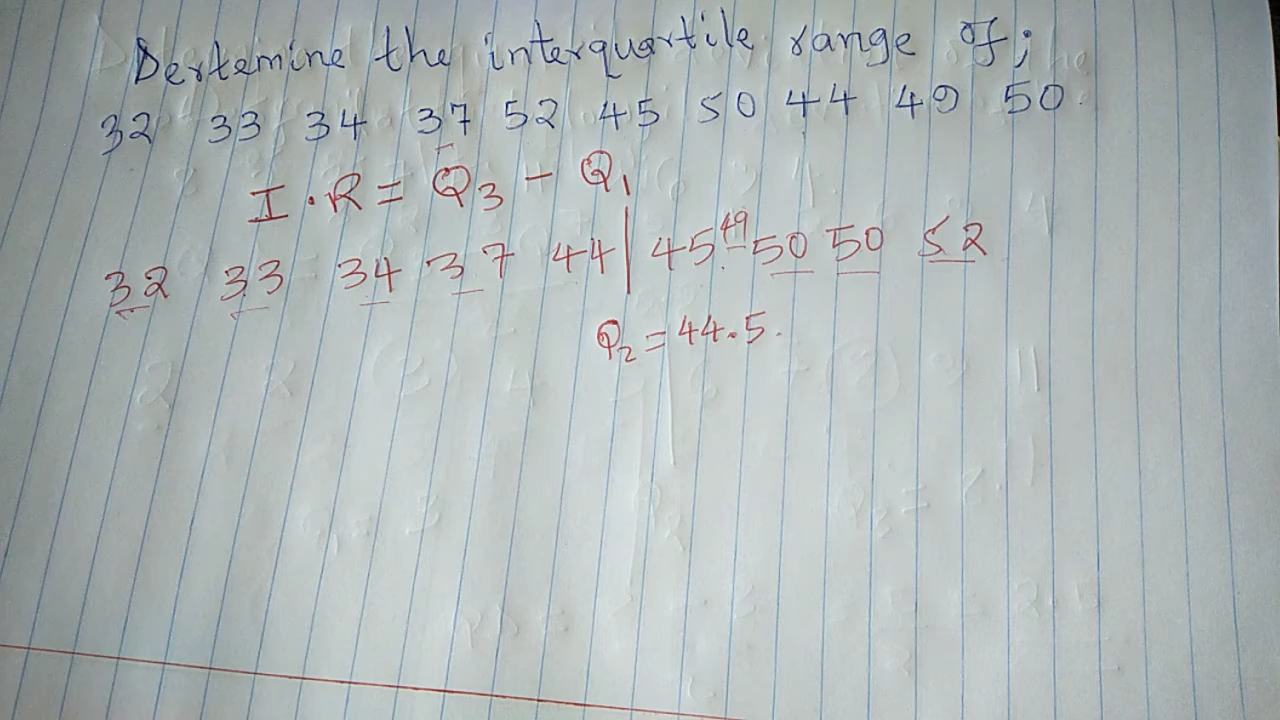 Dertemine the interquartile range of;
32 33 34 37 52 45 50 44 49 50
I.R = Q3 - Q1
32 33 34 37 44 | 45 49 50 50 52
Q2 = 44.5.